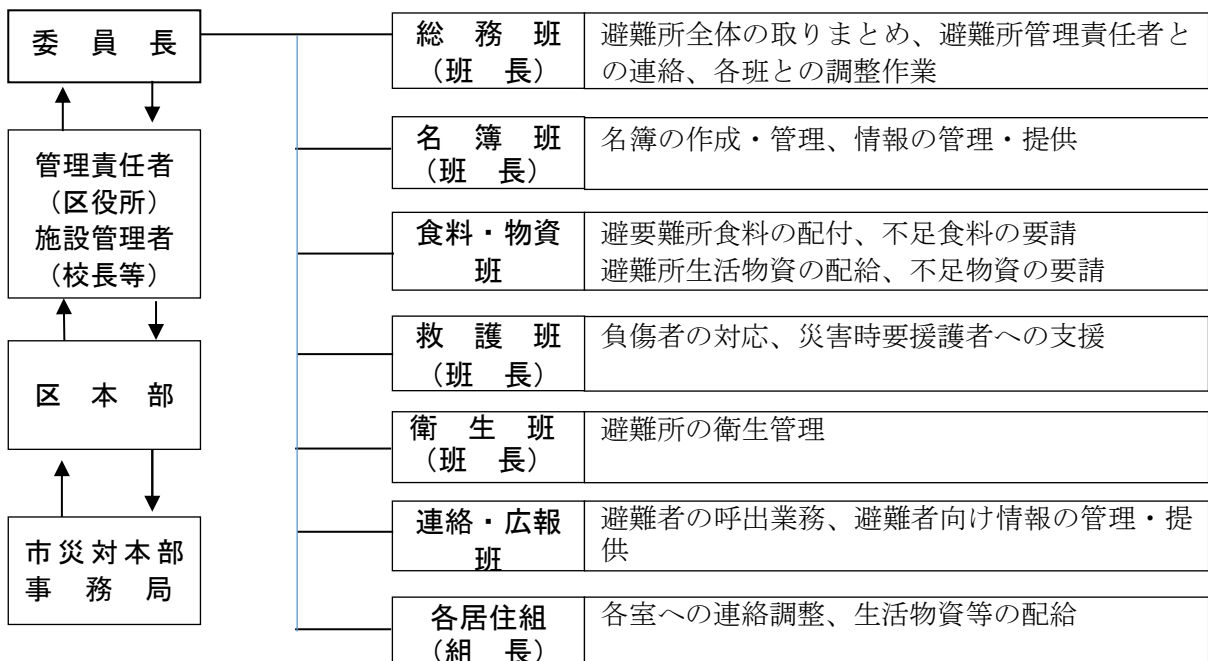 委員長
管理責任者
（区役所）
施設管理者
（校長等）
区本部
市災対本部
事務局
総務班
（班長）
避難所全体の取りまとめ、避難所管理責任者と
の連絡、各班との調整作業
名簿班
（班長）
名簿の作成・管理、情報の管理・提供
食料・物資
班
避要難所食料の配付、不足食料の要請
避難所生活物資の配給、不足物資の要請
救護班
（班長）
負傷者の対応、災害時要援護者への支援
衛生班
（班長）
避難所の衛生管理
連絡・広報
班
避難者の呼出業務、避難者向け情報の管理・提
供
各居住組
（組長）
各室への連絡調整、生活物資等の配給